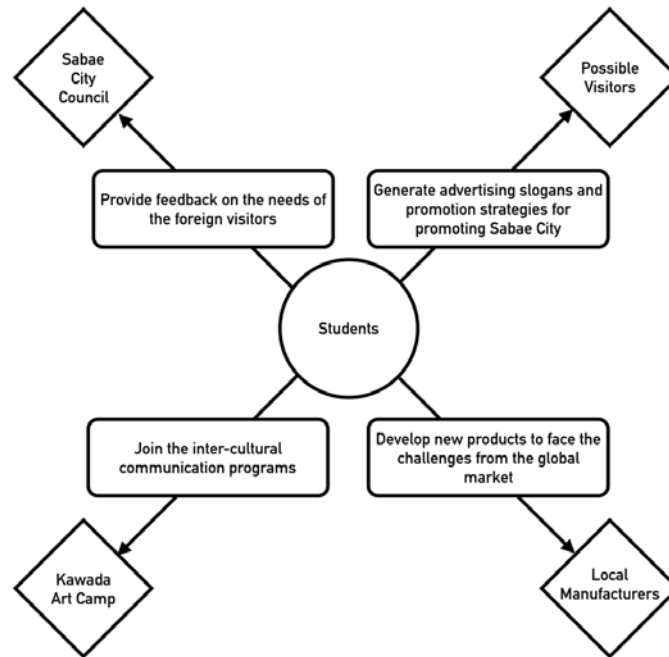 Sabae
City
Council
Possible
Visitors
Provide feedback on the needs of
the foreign visitors
Generate advertising slogans and
promotion strategies for
promoting Sabae City
Students
Join the inter-cultural
communication programs
Develop new products to face the
challenges from the global
market
Kawada
Art Camp
Local
Manufacturers